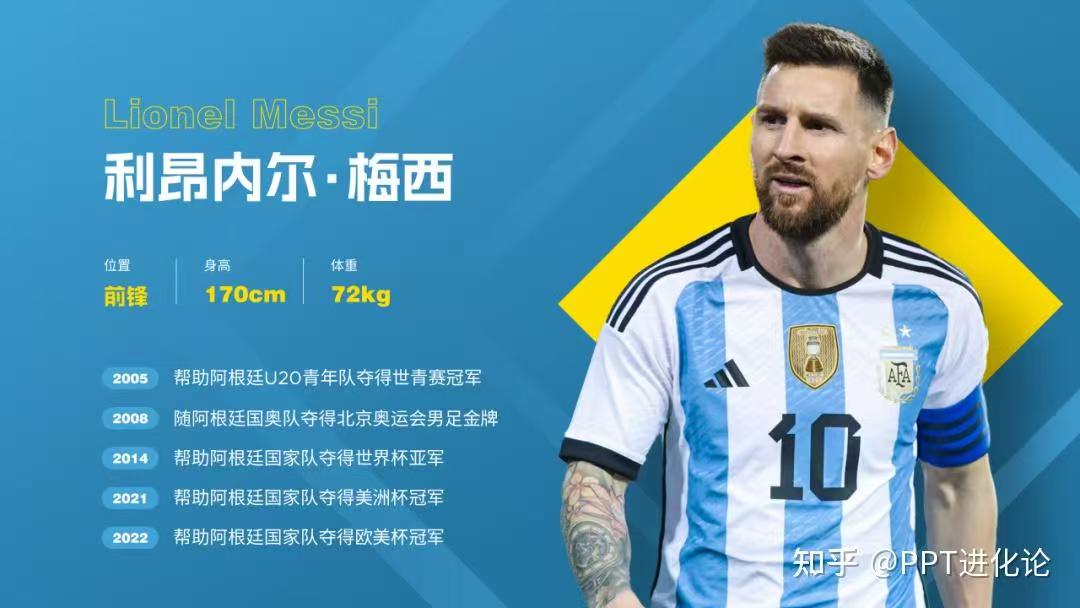 Lionel Messi
利昂内尔·梅西
位置 身高 体重
前锋 170cm 72kg
2005 帮助阿根廷U20青年队夺得世青赛冠军
2008 随阿根廷国奥队夺得北京奥运会男足金牌
2014 帮助阿根廷国家队夺得世界杯亚军
2021 帮助阿根廷国家队夺得美洲杯冠军
2022 帮助阿根廷国家队夺得欧美杯冠军
AFA
10
知乎 @PPT进化论